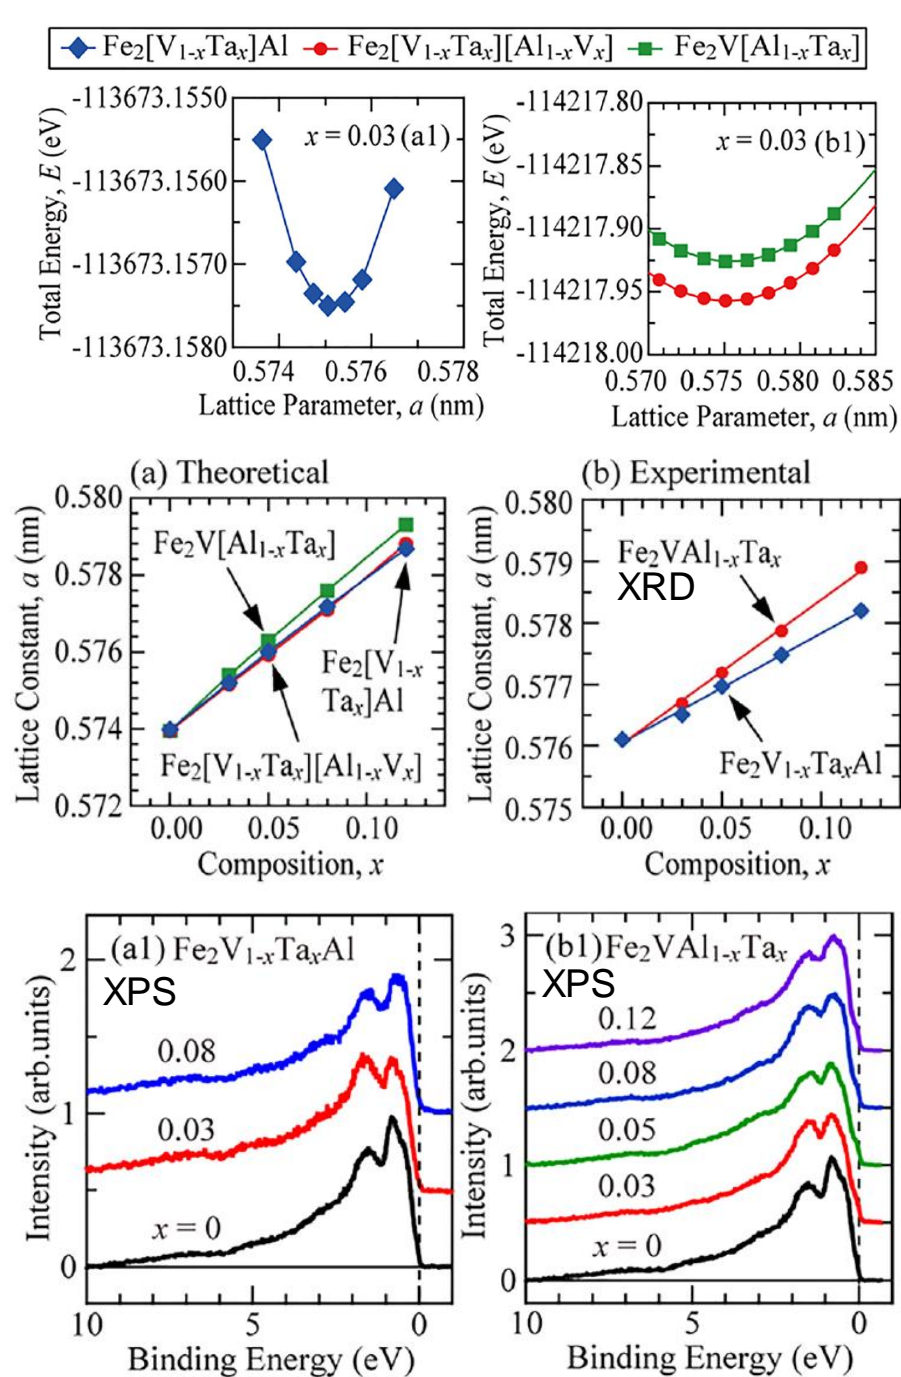 Fe₂[V₁₋ₓTaₓ]Al Fe₂[V₁₋ₓTaₓ][Al₁₋ₓVₓ] Fe₂V[Al₁₋ₓTaₓ]
Total Energy, E (eV)
-113673.1550
-113673.1560
-113673.1570
-113673.1580
x = 0.03 (a1)
0.574 0.576 0.578
Lattice Parameter, a (nm)
Total Energy, E (eV)
-114217.80
-114217.85
-114217.90
-114217.95
-114218.00
x = 0.03 (b1)
0.570 0.575 0.580 0.585
Lattice Parameter, a (nm)
(a) Theoretical
Lattice Constant, a (nm)
0.580
0.578
0.576
0.574
0.572
Fe₂V[Al₁₋ₓTaₓ]
Fe₂[V₁₋ₓ
Taₓ]Al
Fe₂[V₁₋ₓTaₓ][Al₁₋ₓVₓ]
0.00 0.05 0.10
Composition, x
(b) Experimental
Lattice Constant, a (nm)
0.580
0.579
0.578
0.577
0.576
0.575
Fe₂VAl₁₋ₓTaₓ
XRD
Fe₂V₁₋ₓTaₓAl
0.00 0.05 0.10
Composition, x
Intensity (arb.units)
2
1
0
(a1) Fe₂V₁₋ₓTaₓAl
XPS
0.08
0.03
x = 0
10 5 0
Binding Energy (eV)
Intensity (arb.units)
3
2
1
0
(b1) Fe₂VAl₁₋ₓTaₓ
XPS
0.12
0.08
0.05
0.03
x = 0
10 5 0
Binding Energy (eV)